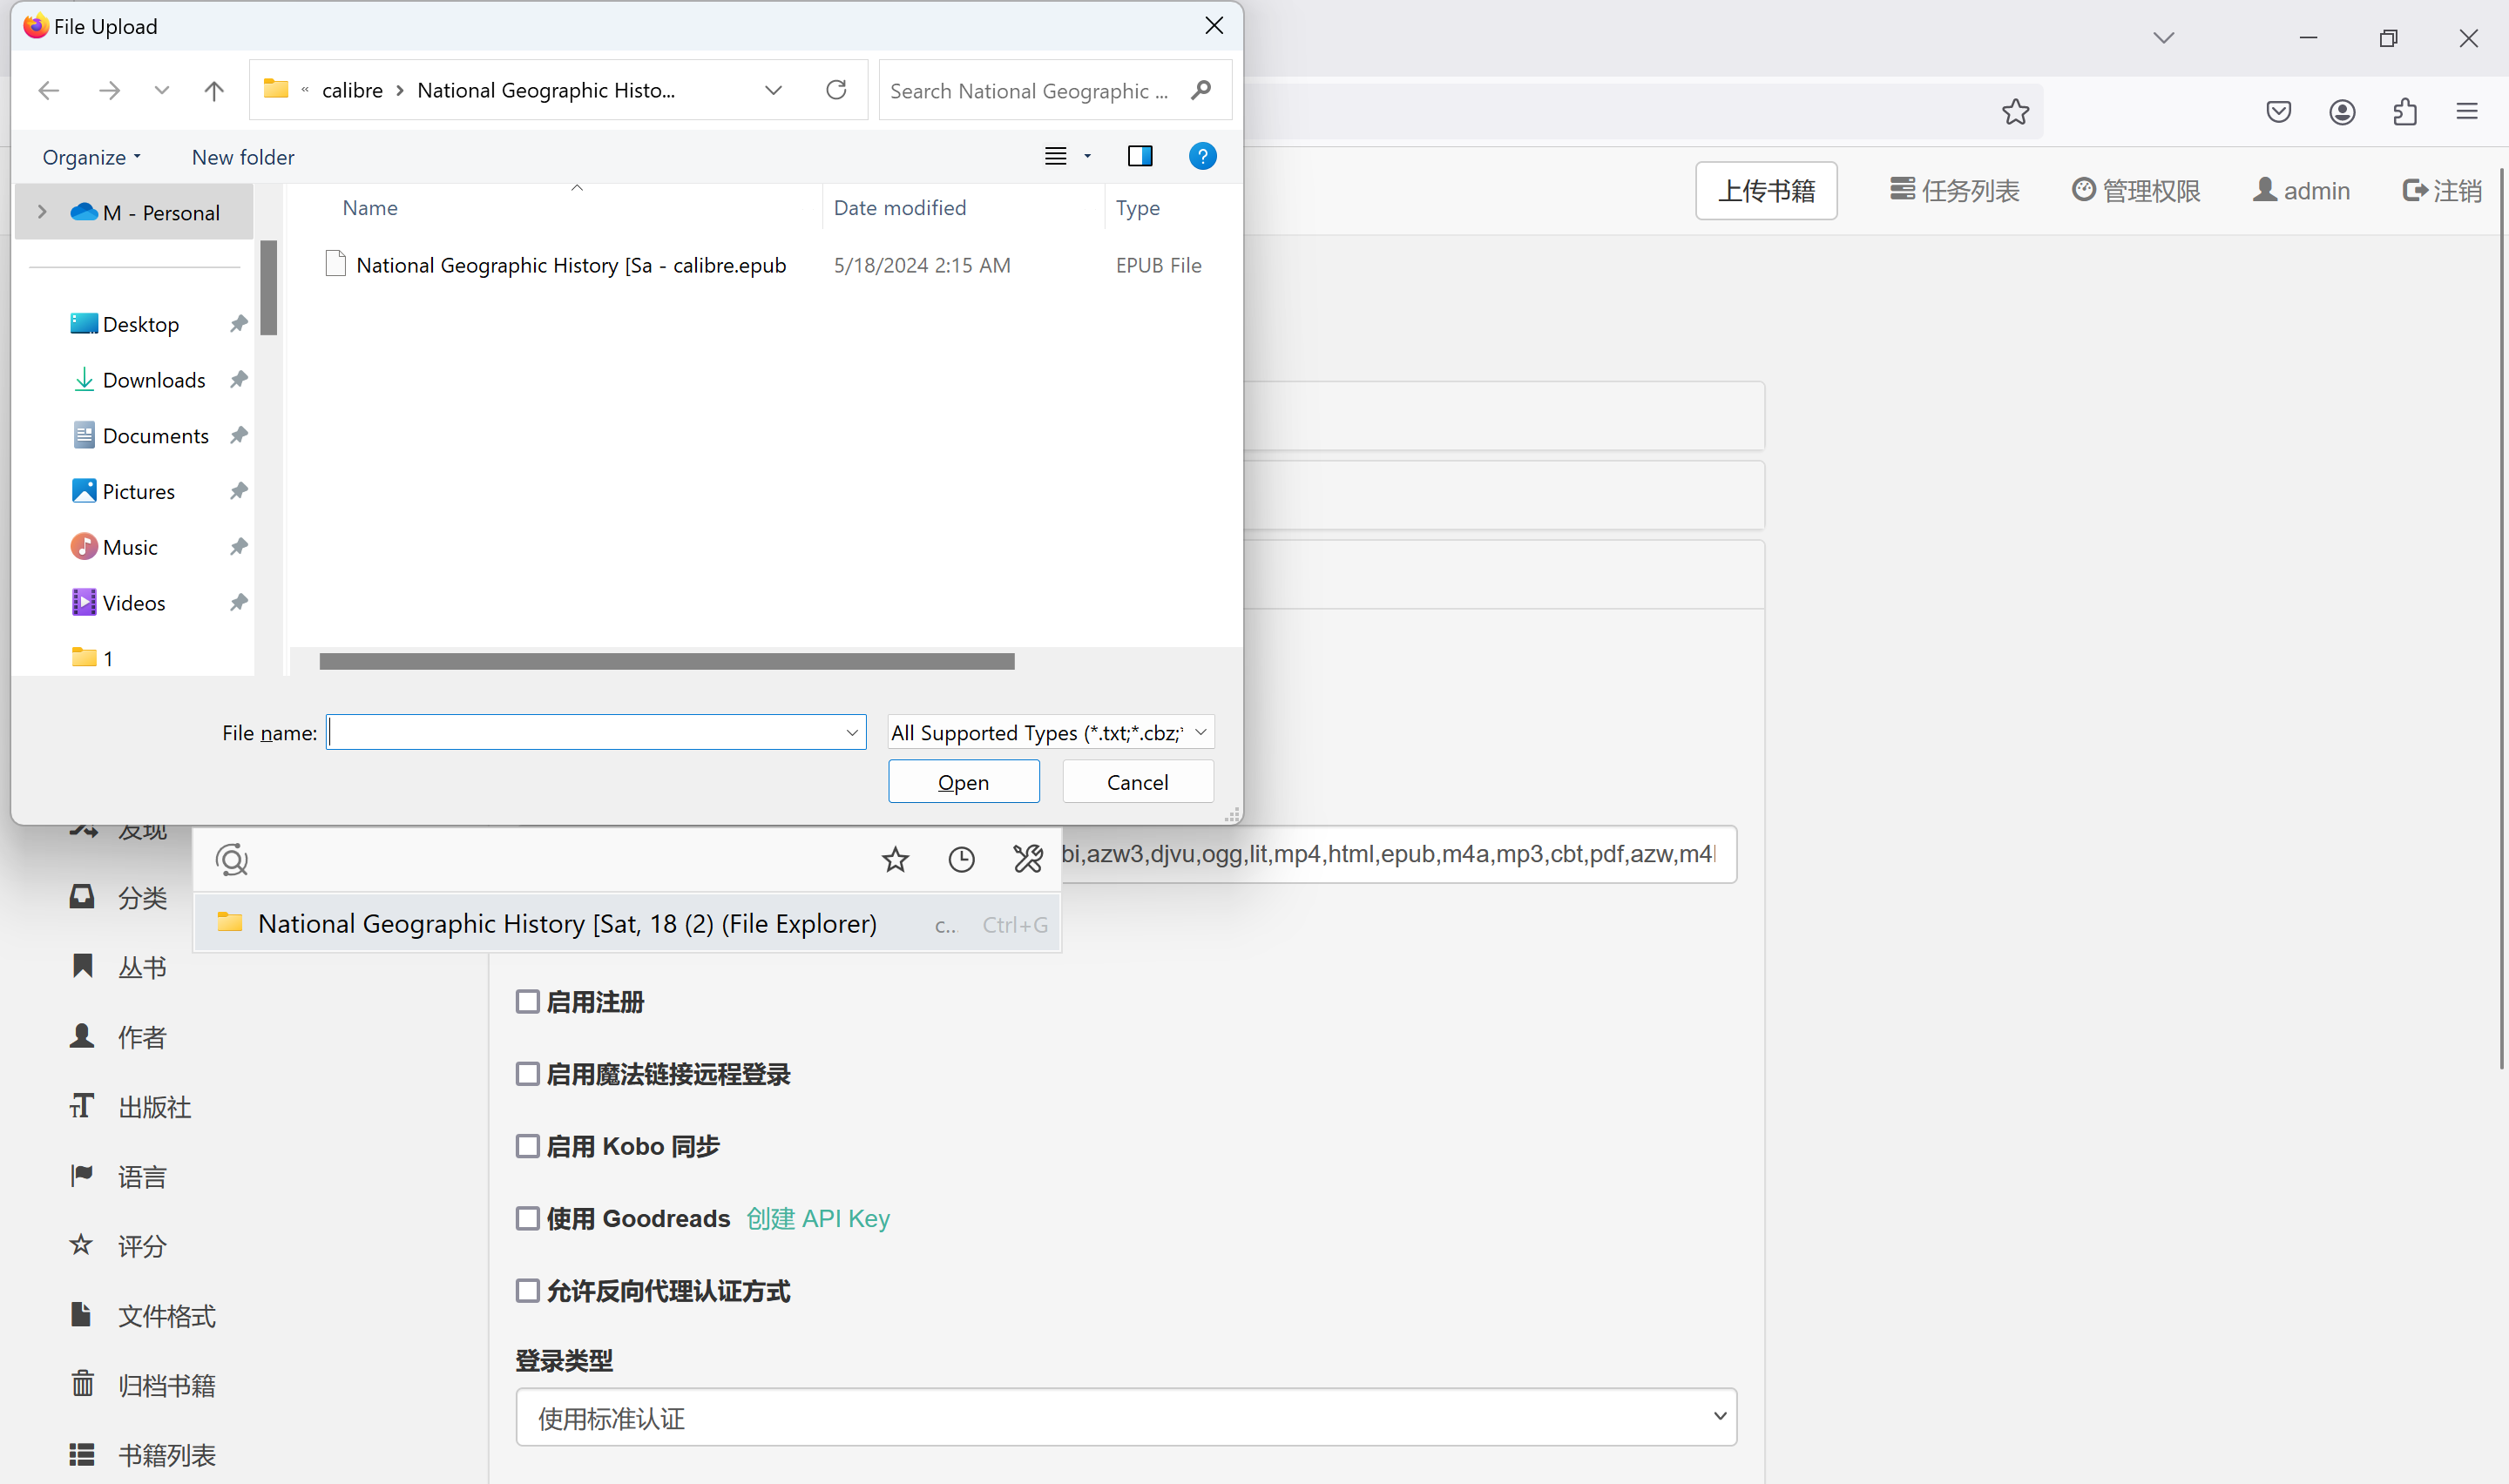 File Upload
« calibre › National Geographic Histo...
Search National Geographic ...
Organize
New folder
上传书籍
任务列表
管理权限
admin
注销
M - Personal
Name
Date modified
Type
National Geographic History [Sa - calibre.epub
5/18/2024 2:15 AM
EPUB File
Desktop
Downloads
Documents
Pictures
Music
Videos
1
File name:
All Supported Types (*.txt;*.cbz;*
Open
Cancel
发现
bi,azw3,djvu,ogg,lit,mp4,html,epub,m4a,mp3,cbt,pdf,azw,m4
National Geographic History [Sat, 18 (2) (File Explorer)
c...
Ctrl+G
分类
丛书
作者
出版社
语言
评分
文件格式
归档书籍
书籍列表
启用注册
启用魔法链接远程登录
启用 Kobo 同步
使用 Goodreads 创建 API Key
允许反向代理认证方式
登录类型
使用标准认证